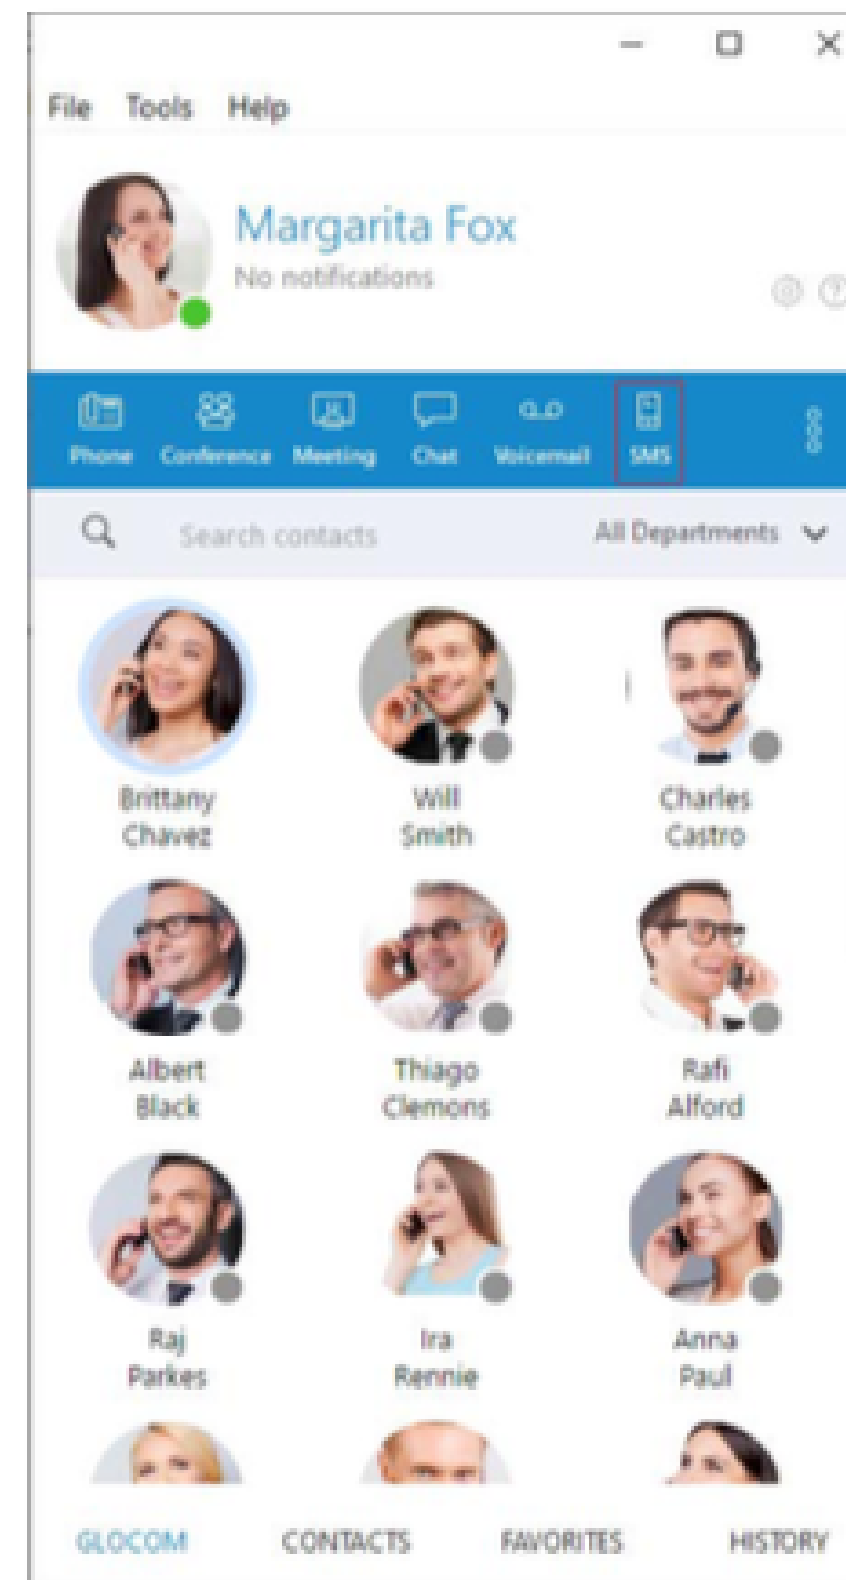 File Tools Help
Margarita Fox
No notifications
Phone Conference Meeting Chat Voicemail SMS
Search contacts All Departments
Brittany Will Charles
Chavez Smith Castro
Albert Thiago Rafi
Black Clemons Alford
Raj Ira Anna
Parkes Rennie Paul
GLOCOM CONTACTS FAVORITES HISTORY